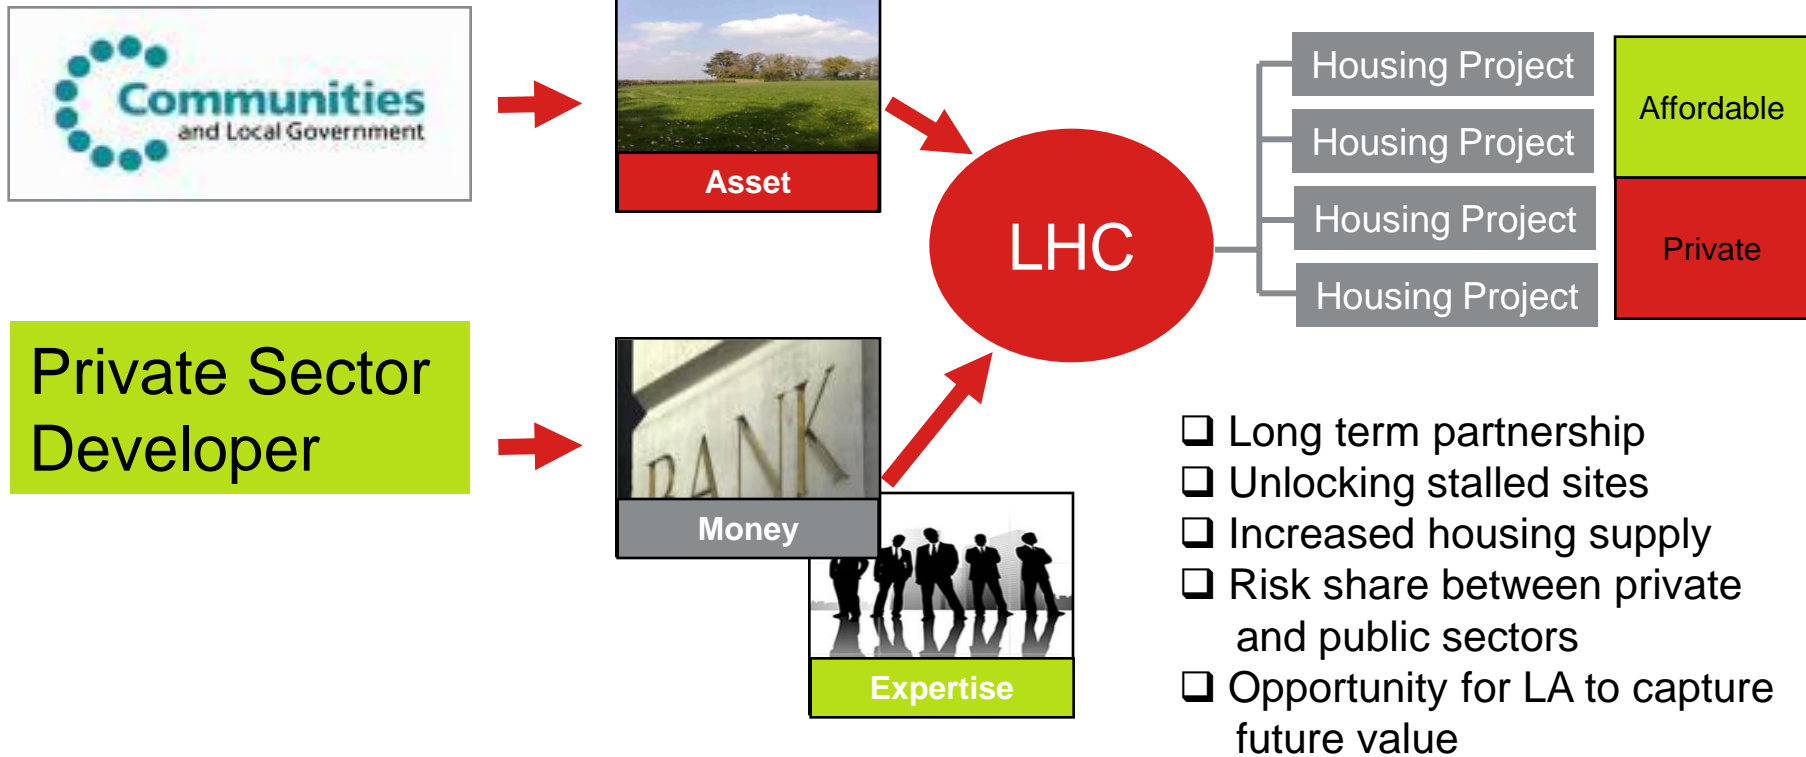 Communities
and Local Government
Asset
LHC
Housing Project
Housing Project
Housing Project
Housing Project
Affordable
Private
Private Sector
Developer
BANK
Money
Expertise
❑ Long term partnership
❑ Unlocking stalled sites
❑ Increased housing supply
❑ Risk share between private
and public sectors
❑ Opportunity for LA to capture
future value